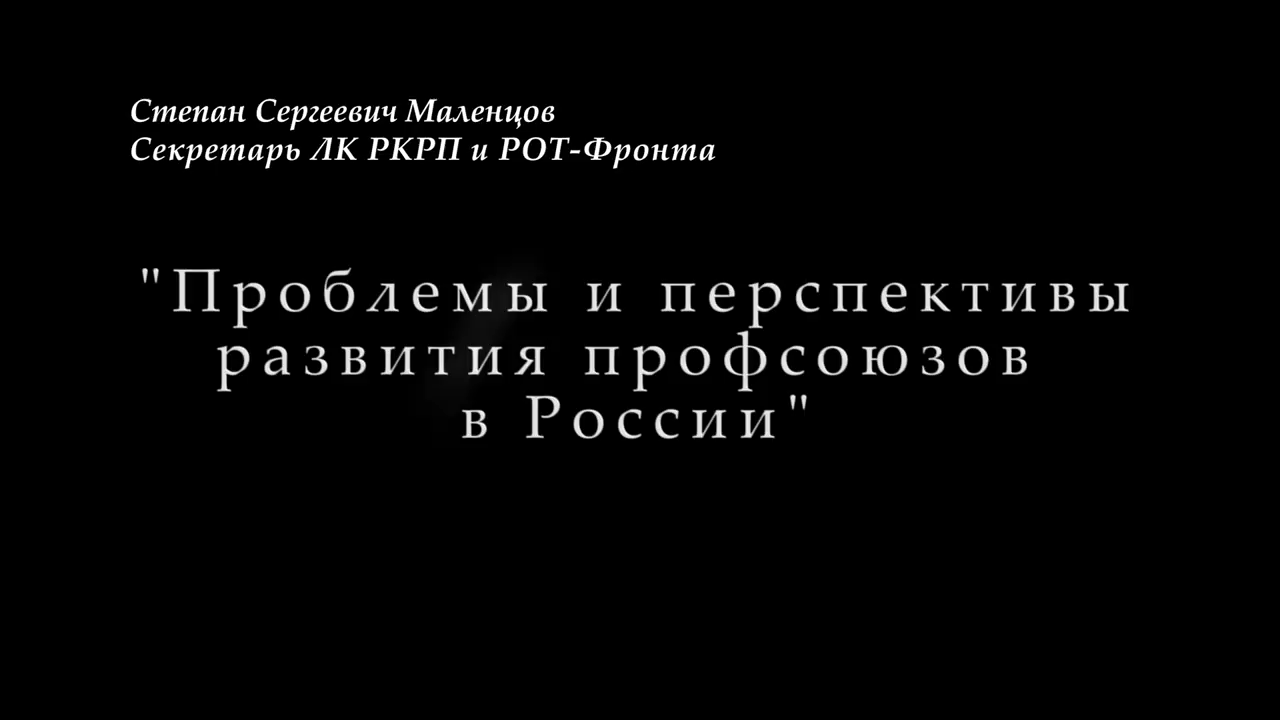 Степан Сергеевич Маленцов
Секретарь ЛК РКРП и РОТ-Фронта
"Проблемы и перспективы
развития профсоюзов
в России"